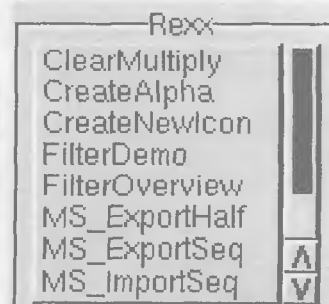 Rexx
ClearMultiply
CreateAlpha
CreateNewIcon
FilterDemo
FilterOverview
MS_ExportHalf
MS_ExportSeq
MS_ImportSeq